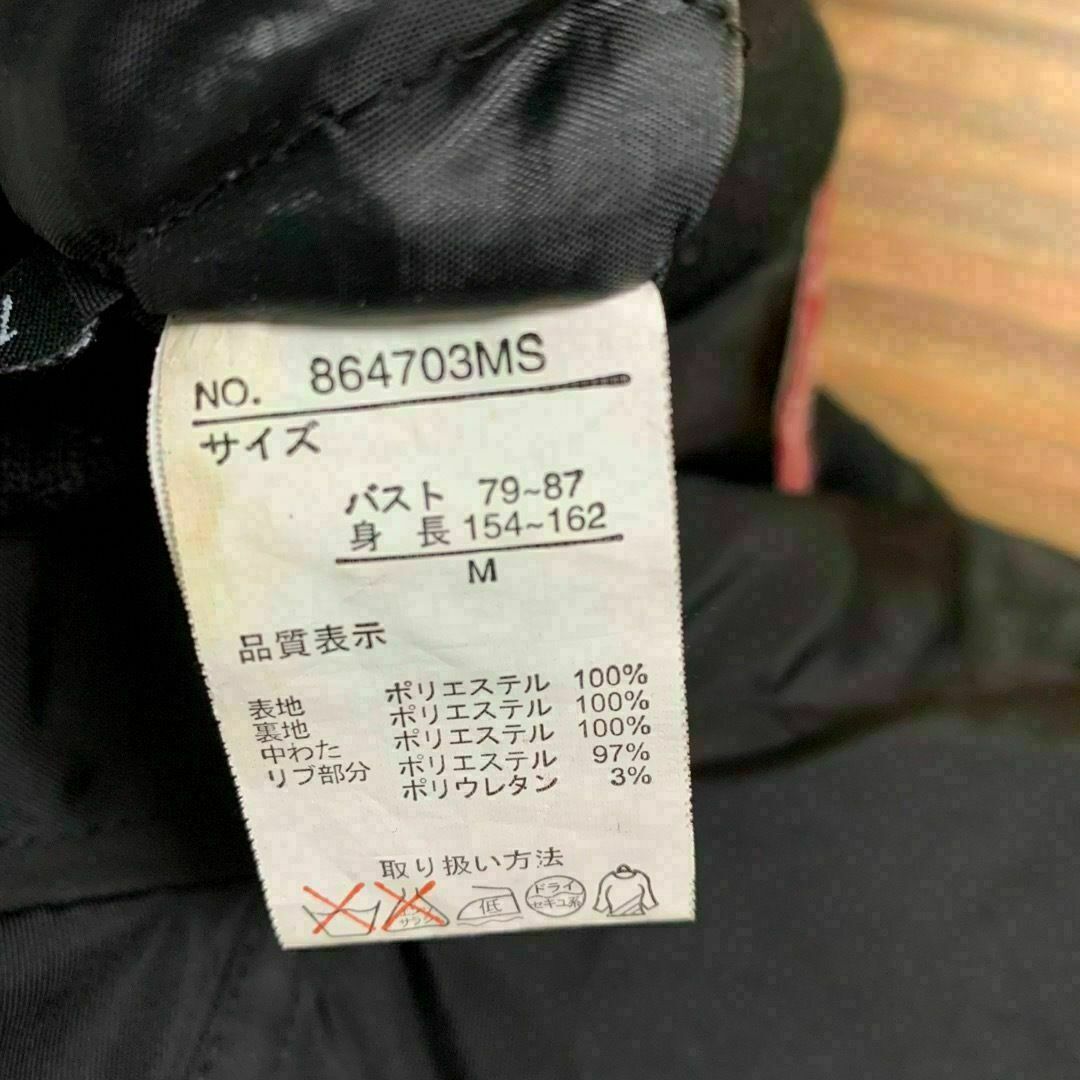 NO. 864703MS
サイズ
バスト 79~87
身 長 154~162
M
品質表示
表地 ポリエステル 100%
裏地 ポリエステル 100%
中わた ポリエステル 100%
リブ部分 ポリエステル 97%
ポリウレタン 3%
取り扱い方法
サラシ 低 ドライ
セキユ系